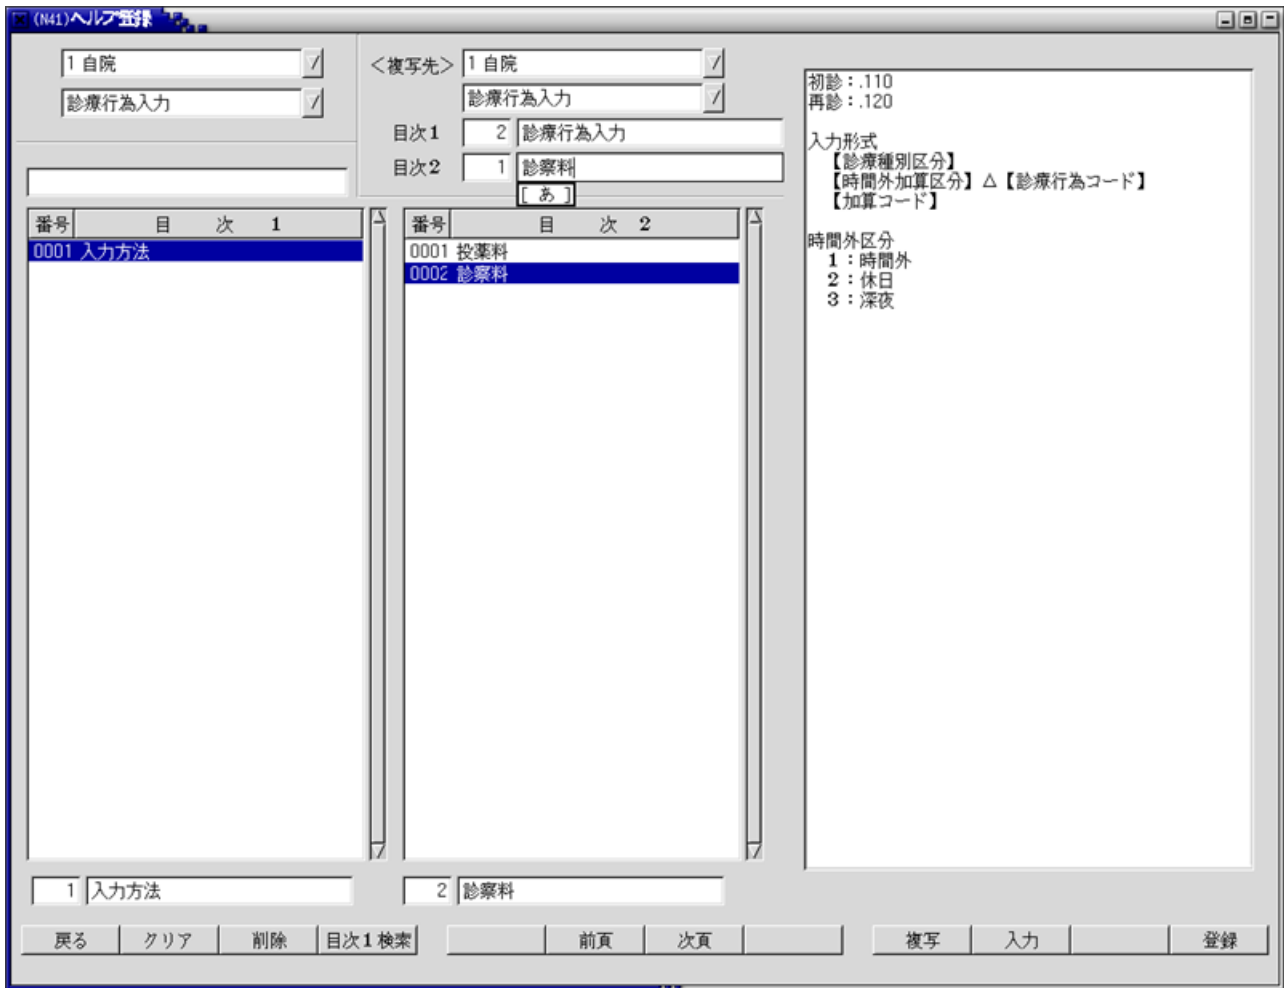 (N41)ヘルプ登録
1 自院
診療行為入力
<複写先> 1 自院
診療行為入力
目次1 2 診療行為入力
目次2 1 診察料
[ あ ]
番号 目 次 1
0001 入力方法
番号 目 次 2
0001 投薬料
0002 診察料
初診：.110
再診：.120
入力形式
【診療種別区分】
【時間外加算区分】△【診療行為コード】
【加算コード】
時間外区分
1：時間外
2：休日
3：深夜
1 入力方法
2 診察料
戻る クリア 削除 目次1検索 前頁 次頁 複写 入力 登録